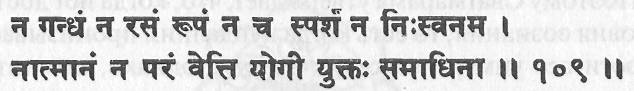 न गन्धं न रसं रूपं न च स्पर्शं न निःस्वनम् ।
नात्मानं न परं वेत्ति योगी युक्तः समाधिना ।। १०९ ।।